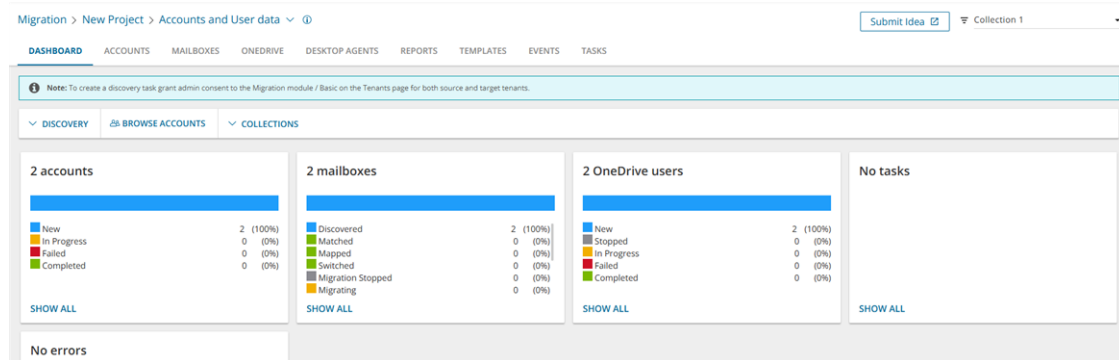 Migration > New Project > Accounts and User data
Submit Idea
Collection 1
DASHBOARD ACCOUNTS MAILBOXES ONEDRIVE DESKTOP AGENTS REPORTS TEMPLATES EVENTS TASKS
Note: To create a discovery task grant admin consent to the Migration module / Basic on the Tenants page for both source and target tenants.
DISCOVERY BROWSE ACCOUNTS COLLECTIONS
2 accounts
New 2 (100%)
In Progress 0 (0%)
Failed 0 (0%)
Completed 0 (0%)
SHOW ALL
2 mailboxes
Discovered 2 (100%)
Matched 0 (0%)
Mapped 0 (0%)
Switched 0 (0%)
Migration Stopped 0 (0%)
Migrating 0 (0%)
SHOW ALL
2 OneDrive users
New 2 (100%)
Stopped 0 (0%)
In Progress 0 (0%)
Failed 0 (0%)
Completed 0 (0%)
SHOW ALL
No tasks
SHOW ALL
No errors